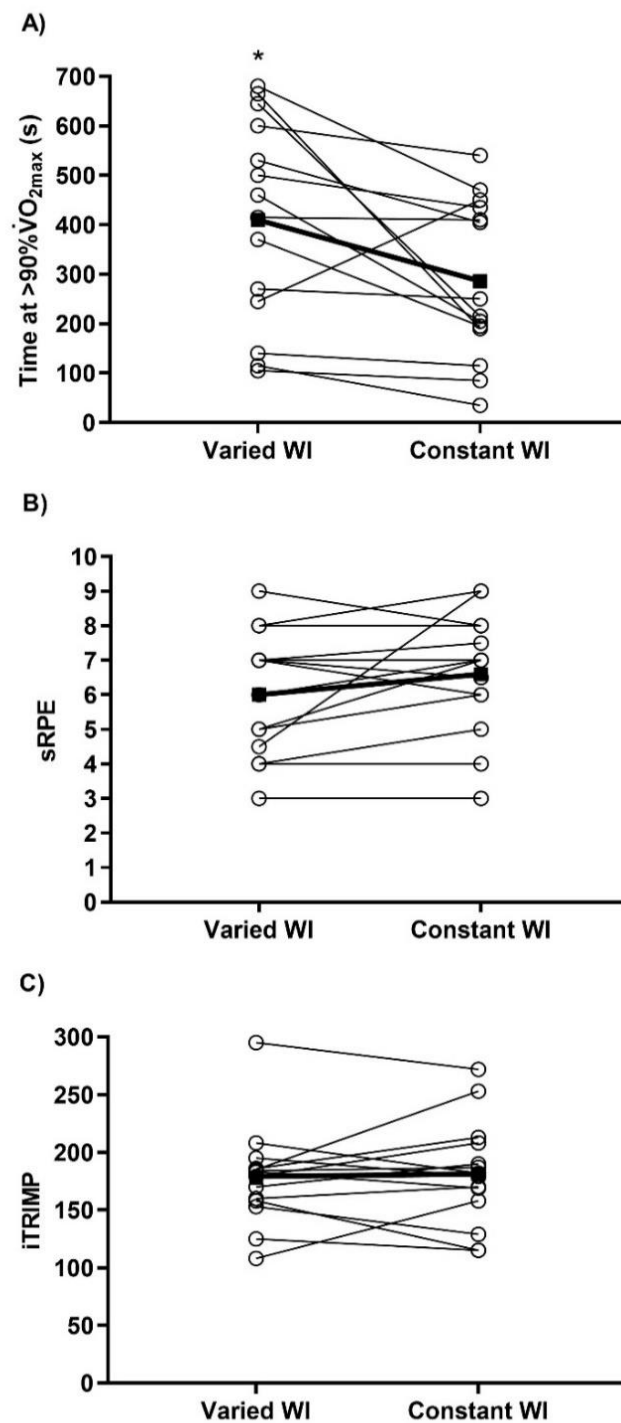 A)
*
Time at >90%V̇O2max (s)
700
600
500
400
300
200
100
0
Varied WI
Constant WI
B)
sRPE
10
9
8
7
6
5
4
3
2
1
0
Varied WI
Constant WI
C)
iTRIMP
300
250
200
150
100
50
0
Varied WI
Constant WI